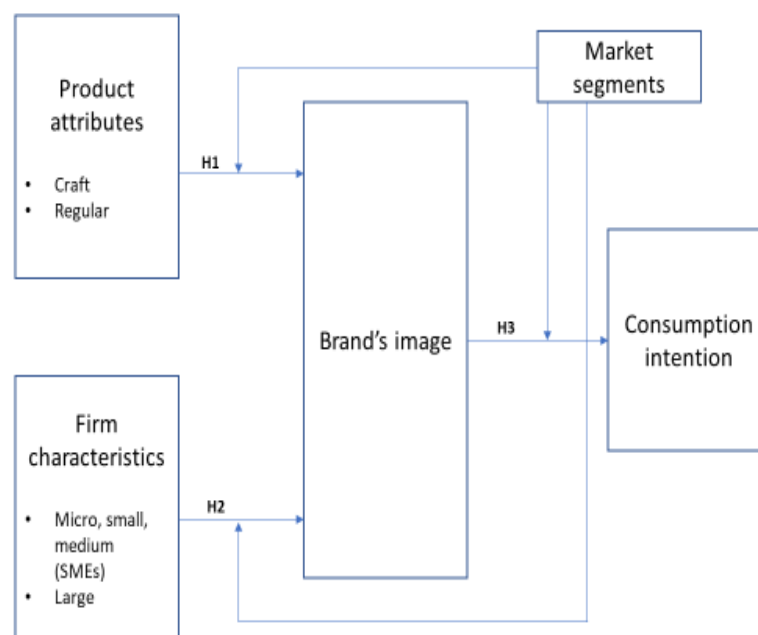 Product
attributes
• Craft
• Regular
H1
Market
segments
Brand's image
H3
Consumption
intention
Firm
characteristics
• Micro, small,
medium
(SMEs)
• Large
H2